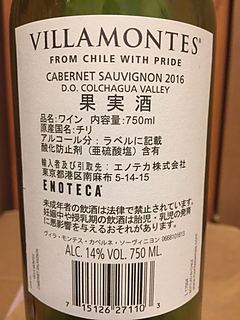 VILLAMONTES®
FROM CHILE WITH PRIDE
CABERNET SAUVIGNON 2016
D.O. COLCHAGUA VALLEY
果実酒
品名:ワイン 内容量:750ml
原産国名:チリ
アルコール分:ラベルに記載
酸化防止剤(亜硫酸塩)含有
輸入者及び引取先:エノテカ株式会社
東京都港区南麻布 5-14-15
ENOTECA®
未成年者の飲酒は法律で禁止されています。
妊娠中や授乳期の飲酒は胎児・乳児の発育
に悪影響を与えるおそれがあります。
ヴィラ・モンテス・カベルネ・ソーヴィニヨン 0668101613
ALC. 14% VOL. 750 ML.
7 15126 27110 3